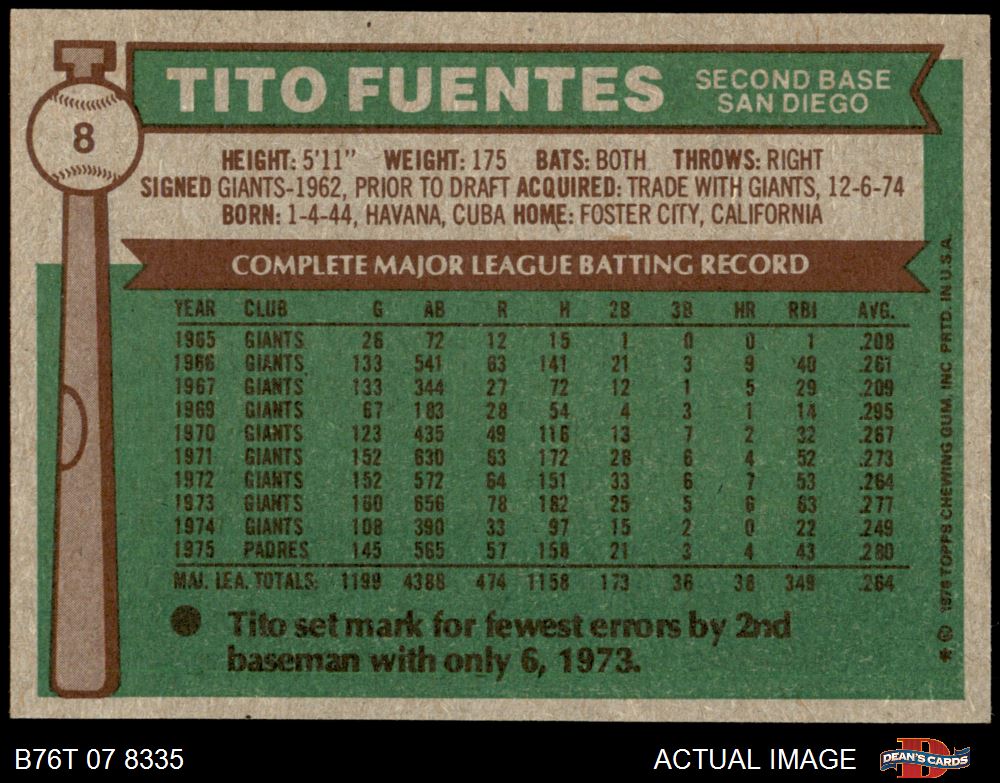 8
TITO FUENTES SECOND BASE
SAN DIEGO
HEIGHT: 5'11" WEIGHT: 175 BATS: BOTH THROWS: RIGHT
SIGNED GIANTS-1962, PRIOR TO DRAFT ACQUIRED: TRADE WITH GIANTS, 12-6-74
BORN: 1-4-44, HAVANA, CUBA HOME: FOSTER CITY, CALIFORNIA
COMPLETE MAJOR LEAGUE BATTING RECORD
YEAR CLUB G AB R H 2B 3B HR RBI AVG.
1965 GIANTS 26 72 12 15 1 0 0 1 .208
1966 GIANTS 133 541 63 141 21 3 9 40 .261
1967 GIANTS 133 344 27 72 12 1 5 29 .209
1969 GIANTS 67 183 28 54 4 3 1 14 .295
1970 GIANTS 123 435 49 116 13 7 2 32 .267
1971 GIANTS 152 630 63 172 28 6 4 52 .273
1972 GIANTS 152 572 64 151 33 6 7 53 .264
1973 GIANTS 160 656 78 182 25 5 6 63 .277
1974 GIANTS 108 390 33 97 15 2 0 22 .249
1975 PADRES 145 565 57 158 21 3 4 43 .280
MAJ. LEA. TOTALS: 1199 4388 474 1158 173 36 38 349 .264
Tito set mark for fewest errors by 2nd
baseman with only 6, 1973.
* © 1976 TOPPS CHEWING GUM, INC. PRTD. IN U.S.A.
B76T 07 8335 ACTUAL IMAGE DEAN'S CARDS